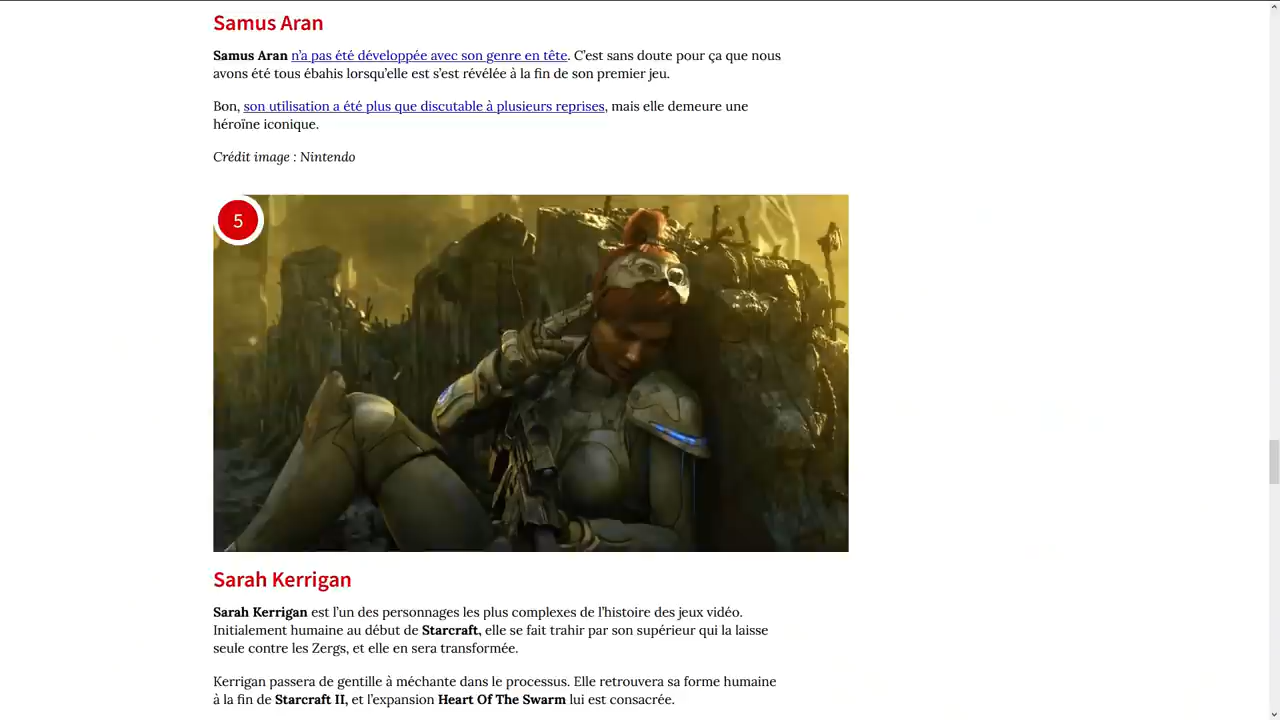 Samus Aran
Samus Aran n'a pas été développée avec son genre en tête. C'est sans doute pour ça que nous
avons été tous ébahis lorsqu'elle est s'est révélée à la fin de son premier jeu.
Bon, son utilisation a été plus que discutable à plusieurs reprises, mais elle demeure une
héroïne iconique.
Crédit image : Nintendo
5
Sarah Kerrigan
Sarah Kerrigan est l'un des personnages les plus complexes de l'histoire des jeux vidéo.
Initialement humaine au début de Starcraft, elle se fait trahir par son supérieur qui la laisse
seule contre les Zergs, et elle en sera transformée.
Kerrigan passera de gentille à méchante dans le processus. Elle retrouvera sa forme humaine
à la fin de Starcraft II, et l'expansion Heart Of The Swarm lui est consacrée.